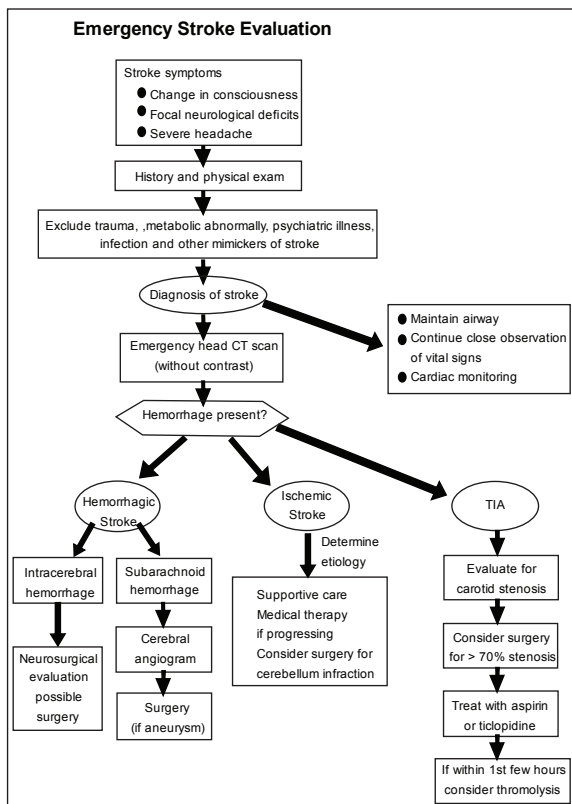 Emergency Stroke Evaluation
Stroke symptoms
● Change in consciousness
● Focal neurological deficits
● Severe headache
History and physical exam
Exclude trauma, ,metabolic abnormally, psychiatric illness,
infection and other mimickers of stroke
Diagnosis of stroke
● Maintain airway
● Continue close observation
of vital signs
● Cardiac monitoring
Emergency head CT scan
(without contrast)
Hemorrhage present?
Hemorrhagic
Stroke
Ischemic
Stroke
TIA
Determine
etiology
Intracerebral
hemorrhage
Subarachnoid
hemorrhage
Supportive care
Medical therapy
if progressing
Consider surgery for
cerebellum infraction
Evaluate for
carotid stenosis
Neurosurgical
evaluation
possible
surgery
Cerebral
angiogram
Consider surgery
for > 70% stenosis
Surgery
(if aneurysm)
Treat with aspirin
or ticlopidine
If within 1st few hours
consider thromolysis